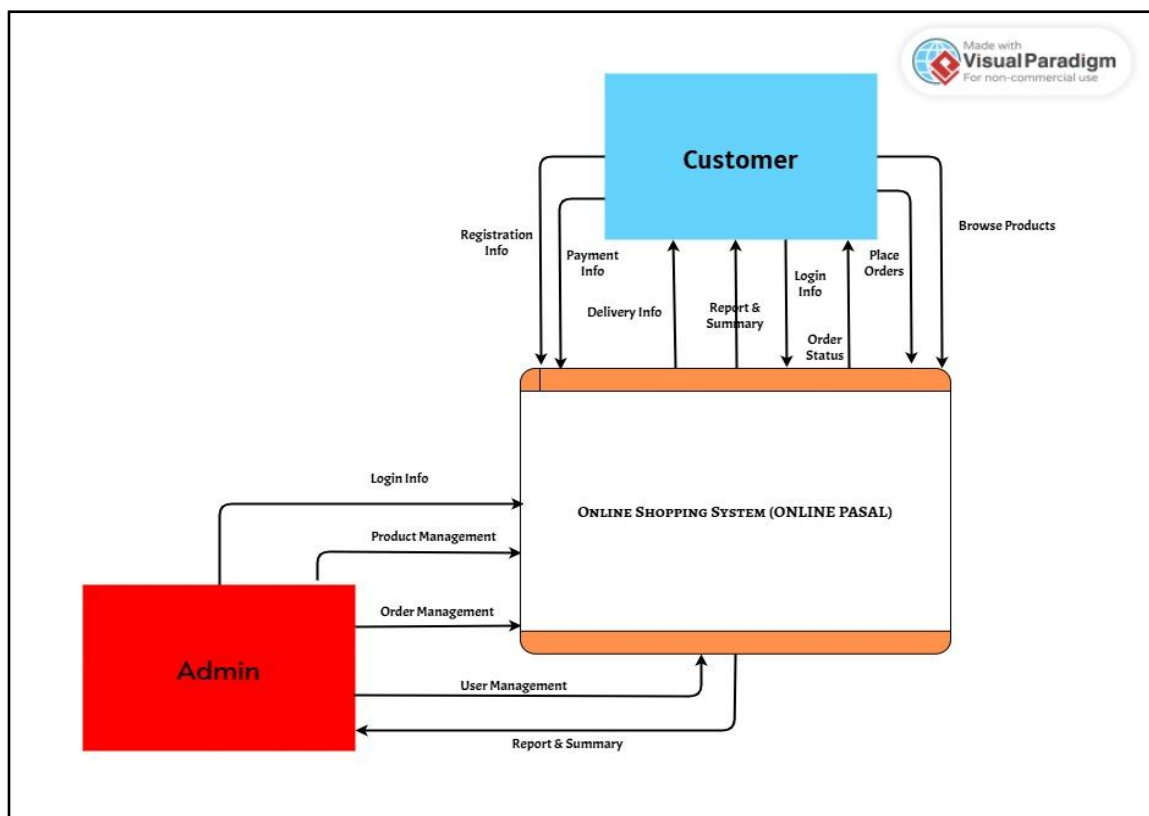 Made with
Visual Paradigm
For non-commercial use
Customer
Registration
Info
Payment
Info
Delivery Info
Report &
Summary
Login
Info
Order
Status
Place
Orders
Browse Products
Login Info
Product Management
Order Management
User Management
Report & Summary
Admin
ONLINE SHOPPING SYSTEM (ONLINE PASAL)